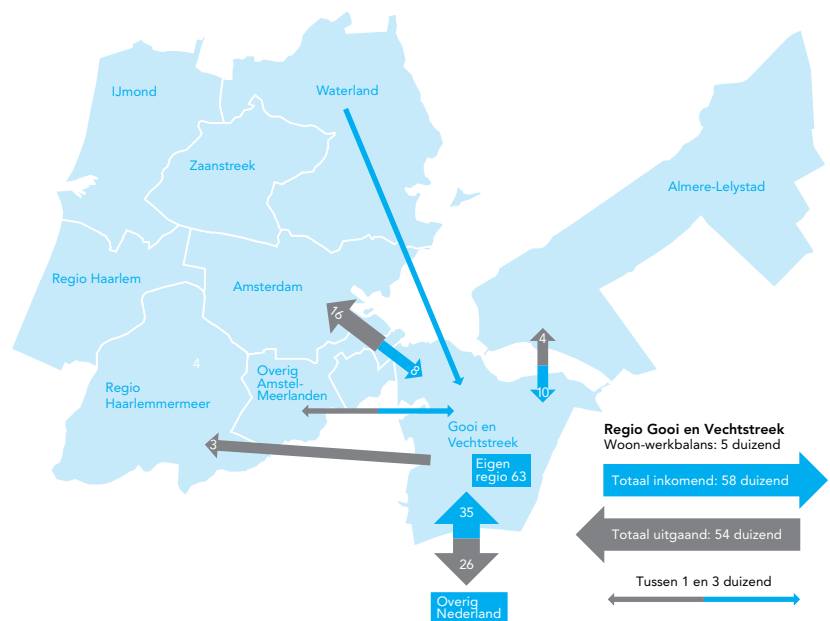 IJmond
Waterland
Zaanstreek
Almere-Lelystad
Regio Haarlem
Amsterdam
16
4
4
8
Overig
Amstel-
Meerlanden
Regio
Haarlemmermeer
10
Gooi en
Vechtstreek
3
Eigen
regio 63
35
26
Overig
Nederland
Regio Gooi en Vechtstreek
Woon-werkbalans: 5 duizend
Totaal inkomend: 58 duizend
Totaal uitgaand: 54 duizend
Tussen 1 en 3 duizend